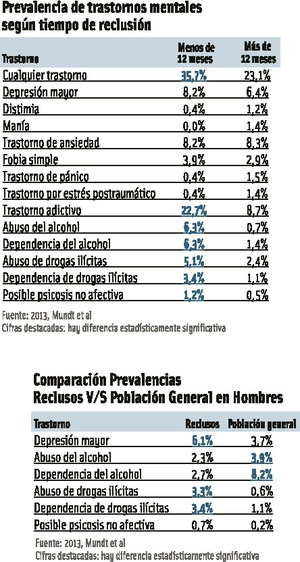 Prevalencia de trastornos mentales
según tiempo de reclusión
Trastorno Menos de 12 meses Más de 12 meses
Cualquier trastorno 35,7% 23,1%
Depresión mayor 8,2% 6,4%
Distimia 0,4% 1,2%
Manía 0,0% 1,4%
Trastorno de ansiedad 8,2% 8,3%
Fobia simple 3,9% 2,9%
Trastorno de pánico 0,4% 1,5%
Trastorno por estrés postraumático 0,4% 1,4%
Trastorno adictivo 22,7% 8,7%
Abuso del alcohol 6,3% 0,7%
Dependencia del alcohol 6,3% 1,4%
Abuso de drogas ilícitas 5,1% 2,4%
Dependencia de drogas ilícitas 3,4% 1,1%
Posible psicosis no afectiva 1,2% 0,5%
Fuente: 2013, Mundt et al
Cifras destacadas: hay diferencia estadísticamente significativa
Comparación Prevalencias
Reclusos V/S Población General en Hombres
Trastorno Reclusos Población general
Depresión mayor 6,1% 3,7%
Abuso del alcohol 2,3% 3,9%
Dependencia del alcohol 2,7% 8,2%
Abuso de drogas ilícitas 3,3% 0,6%
Dependencia de drogas ilícitas 3,4% 1,1%
Posible psicosis no afectiva 0,7% 0,2%
Fuente: 2013, Mundt et al
Cifras destacadas: hay diferencia estadísticamente significativa